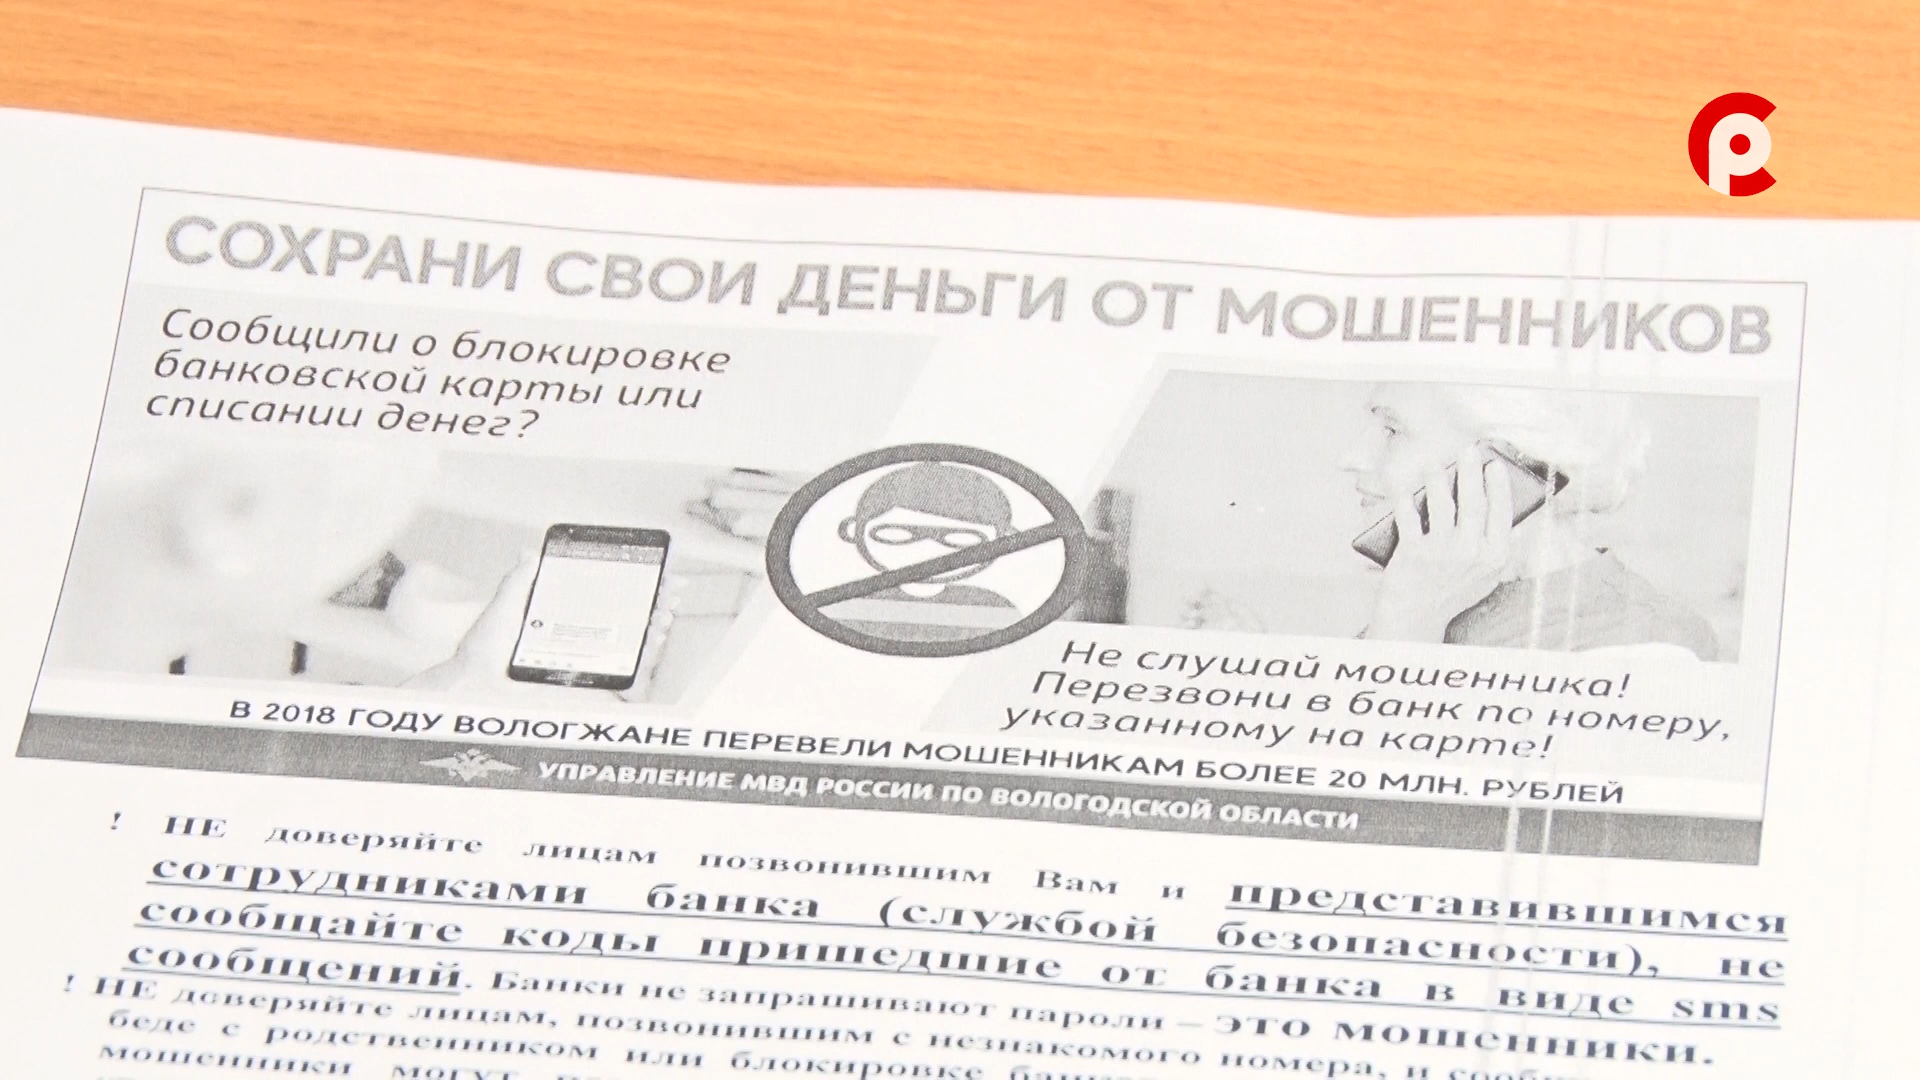 СОХРАНИ СВОИ ДЕНЬГИ ОТ МОШЕННИКОВ
Сообщили о блокировке
банковской карты или
списании денег?
Не слушай мошенника!
Перезвони в банк по номеру,
указанному на карте!
В 2018 ГОДУ ВОЛОГЖАНЕ ПЕРЕВЕЛИ МОШЕННИКАМ БОЛЕЕ 20 МЛН. РУБЛЕЙ
УПРАВЛЕНИЕ МВД РОССИИ ПО ВОЛОГОДСКОЙ ОБЛАСТИ
! НЕ доверяйте лицам позвонившим Вам и представившимся
сотрудниками банка (службой безопасности), не
сообщайте коды пришедшие от банка в виде sms
сообщений. Банки не запрашивают пароли – это мошенники.
! НЕ доверяйте лицам, позвонившим с незнакомого номера, и
беде с родственником или блокировке
мошенники могут